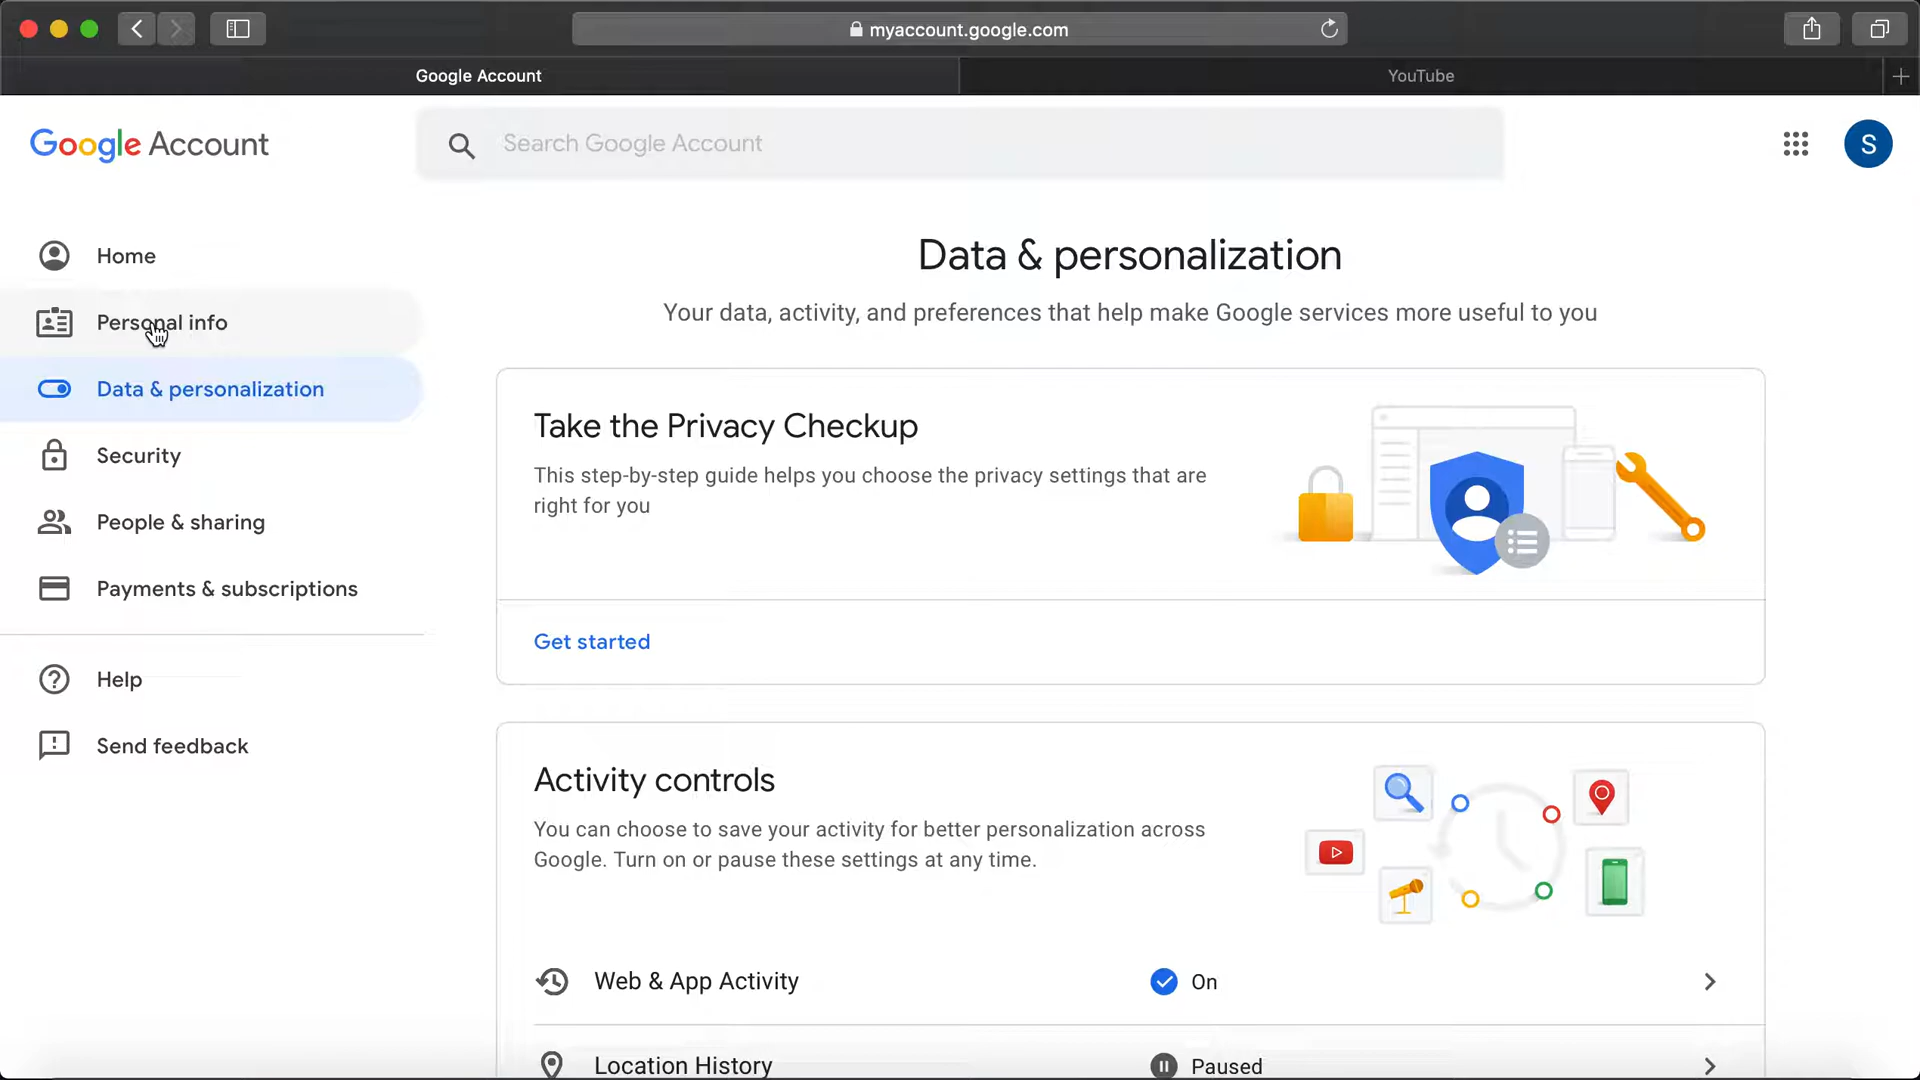 myaccount.google.com
Google Account
YouTube
Google Account
Search Google Account
S
Home
Personal info
Data & personalization
Security
People & sharing
Payments & subscriptions
Help
Send feedback
Data & personalization
Your data, activity, and preferences that help make Google services more useful to you
Take the Privacy Checkup
This step-by-step guide helps you choose the privacy settings that are
right for you
Get started
Activity controls
You can choose to save your activity for better personalization across
Google. Turn on or pause these settings at any time.
Web & App Activity On
Location History Paused